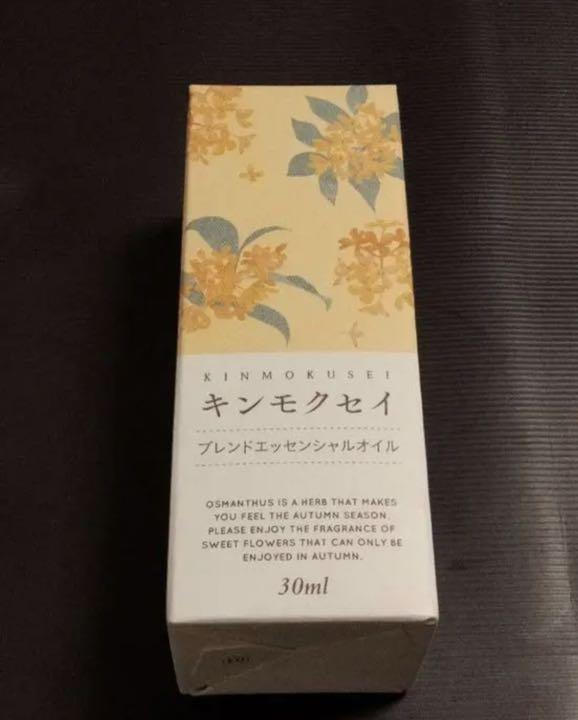 KINMOKUSEI
キンモクセイ
ブレンドエッセンシャルオイル
OSMANTHUS IS A HERB THAT MAKES
YOU FEEL THE AUTUMN SEASON.
PLEASE ENJOY THE FRAGRANCE OF
SWEET FLOWERS THAT CAN ONLY BE
ENJOYED IN AUTUMN.
30ml